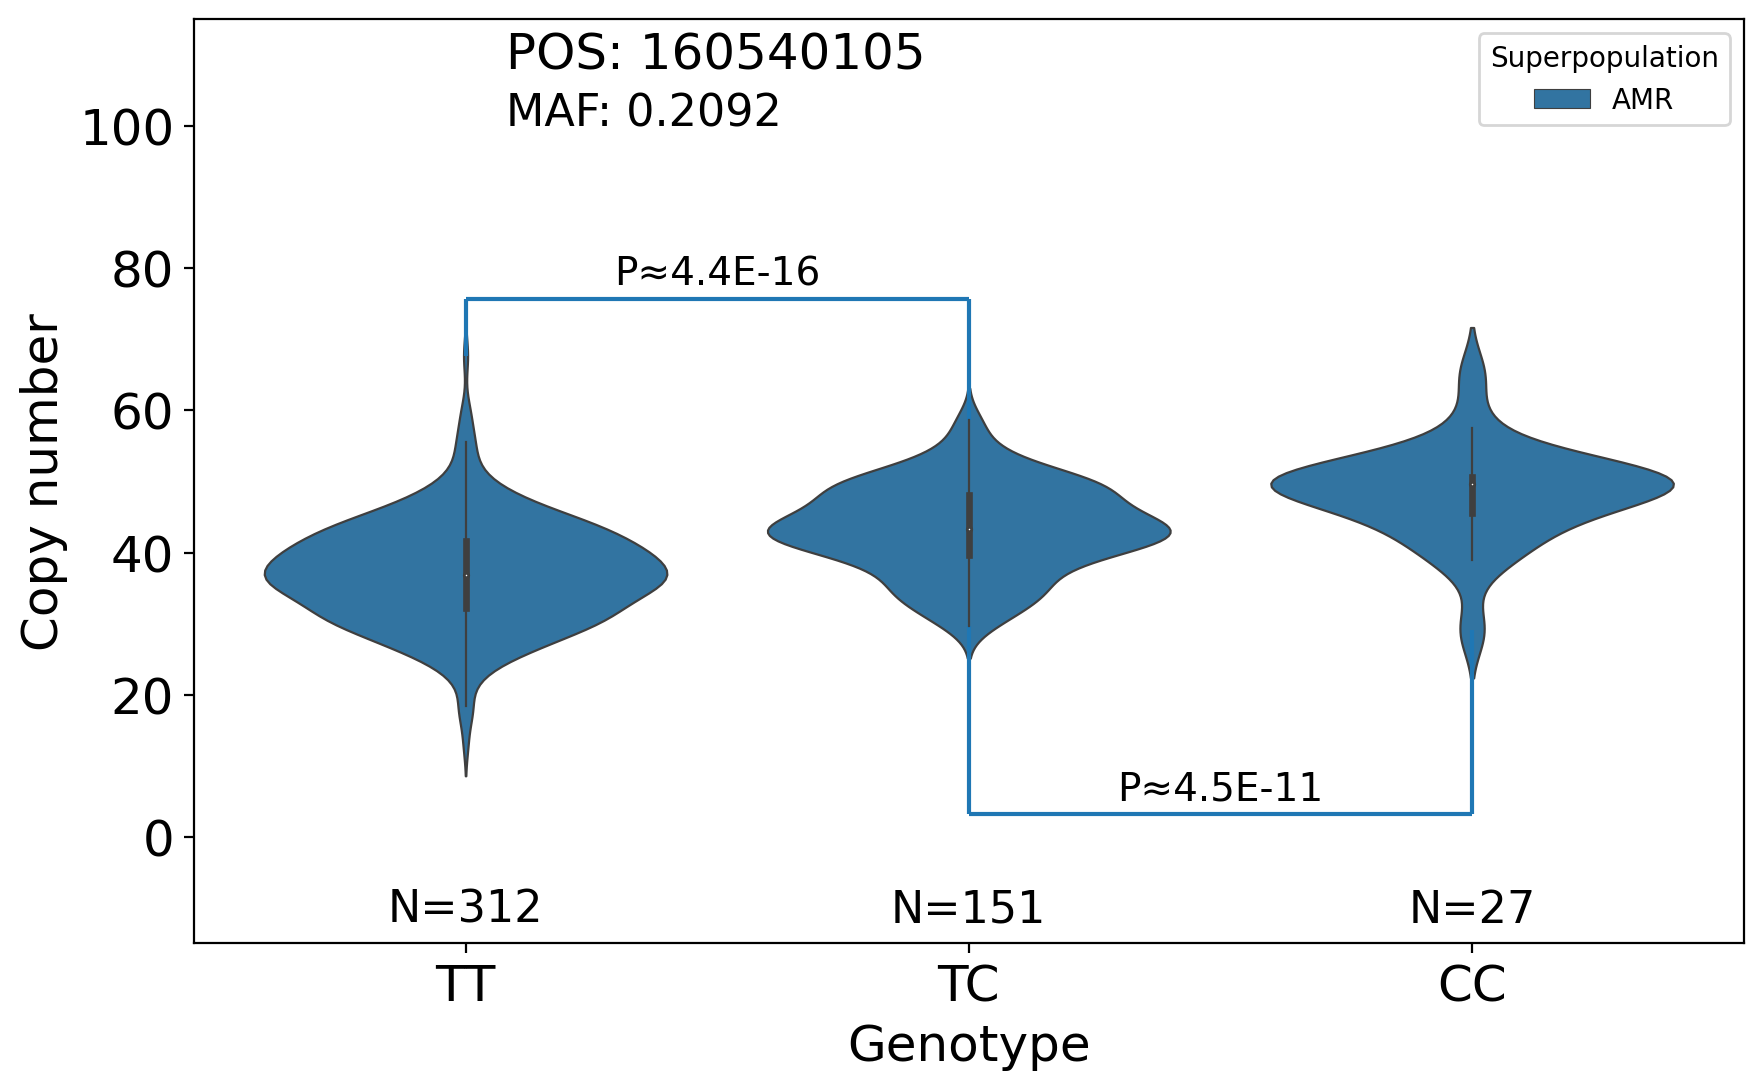 POS: 160540105
MAF: 0.2092
Superpopulation
AMR
Copy number
100
80
60
40
20
0
P≈4.4E-16
P≈4.5E-11
N=312
N=151
N=27
TT
TC
CC
Genotype